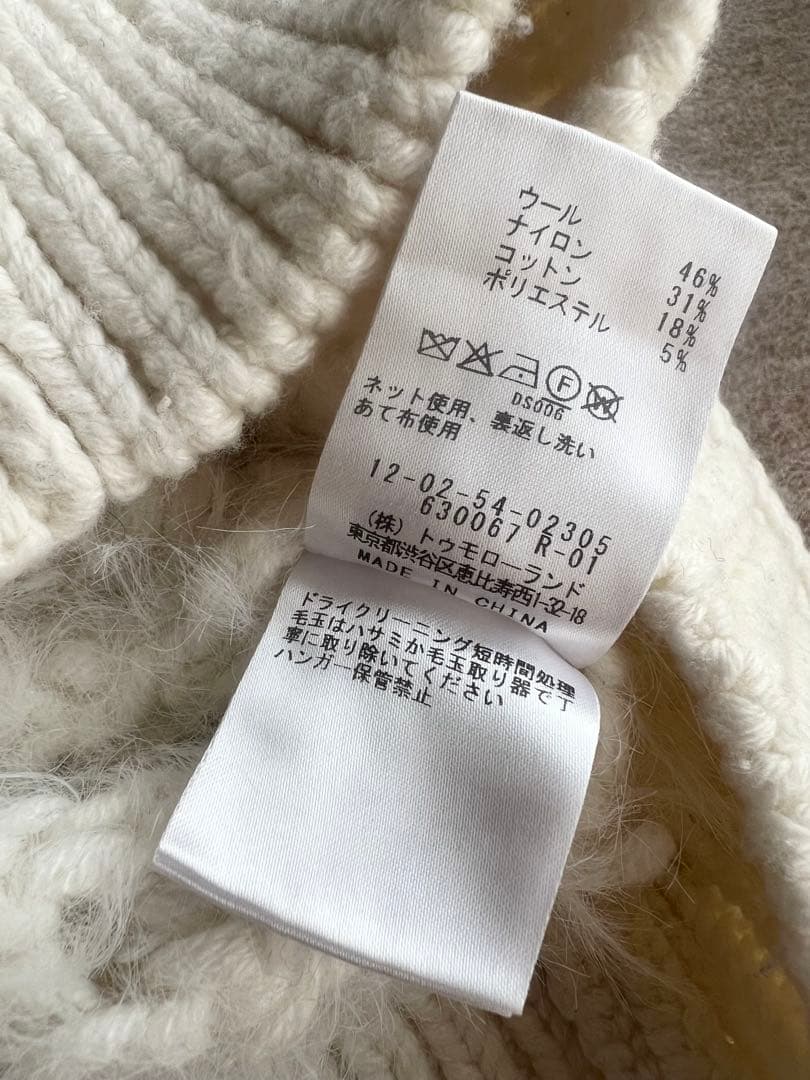 ウール 46%
ナイロン 31%
コットン 18%
ポリエステル 5%
F W
DS006
ネット使用、裏返し洗い
あて布使用
12-02-54-02305
630067 R-01
(株) トゥモローランド
東京都渋谷区恵比寿西1-32-18
MADE IN CHINA
ドライクリーニング短時間処理
毛玉はハサミか毛玉取り器で丁
寧に取り除いてください
ハンガー保管禁止